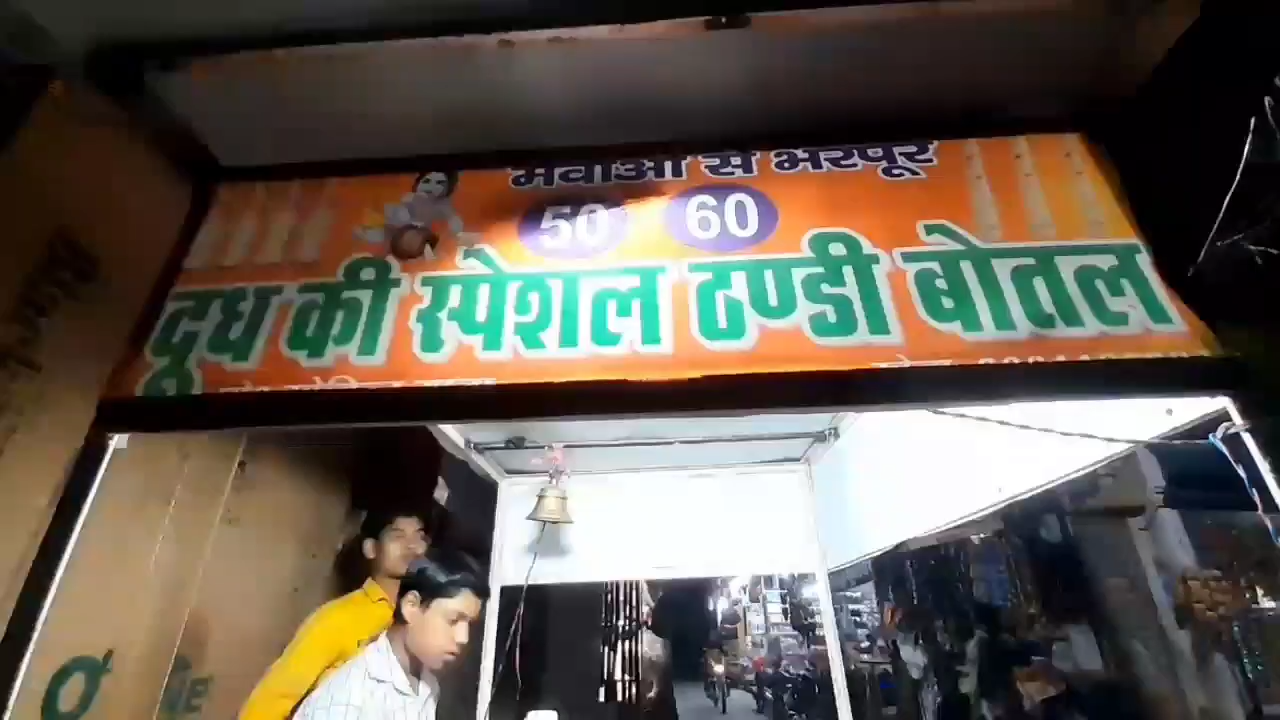 मेवाओं से भरपूर
50 60
दूध की स्पेशल ठण्डी बोतल